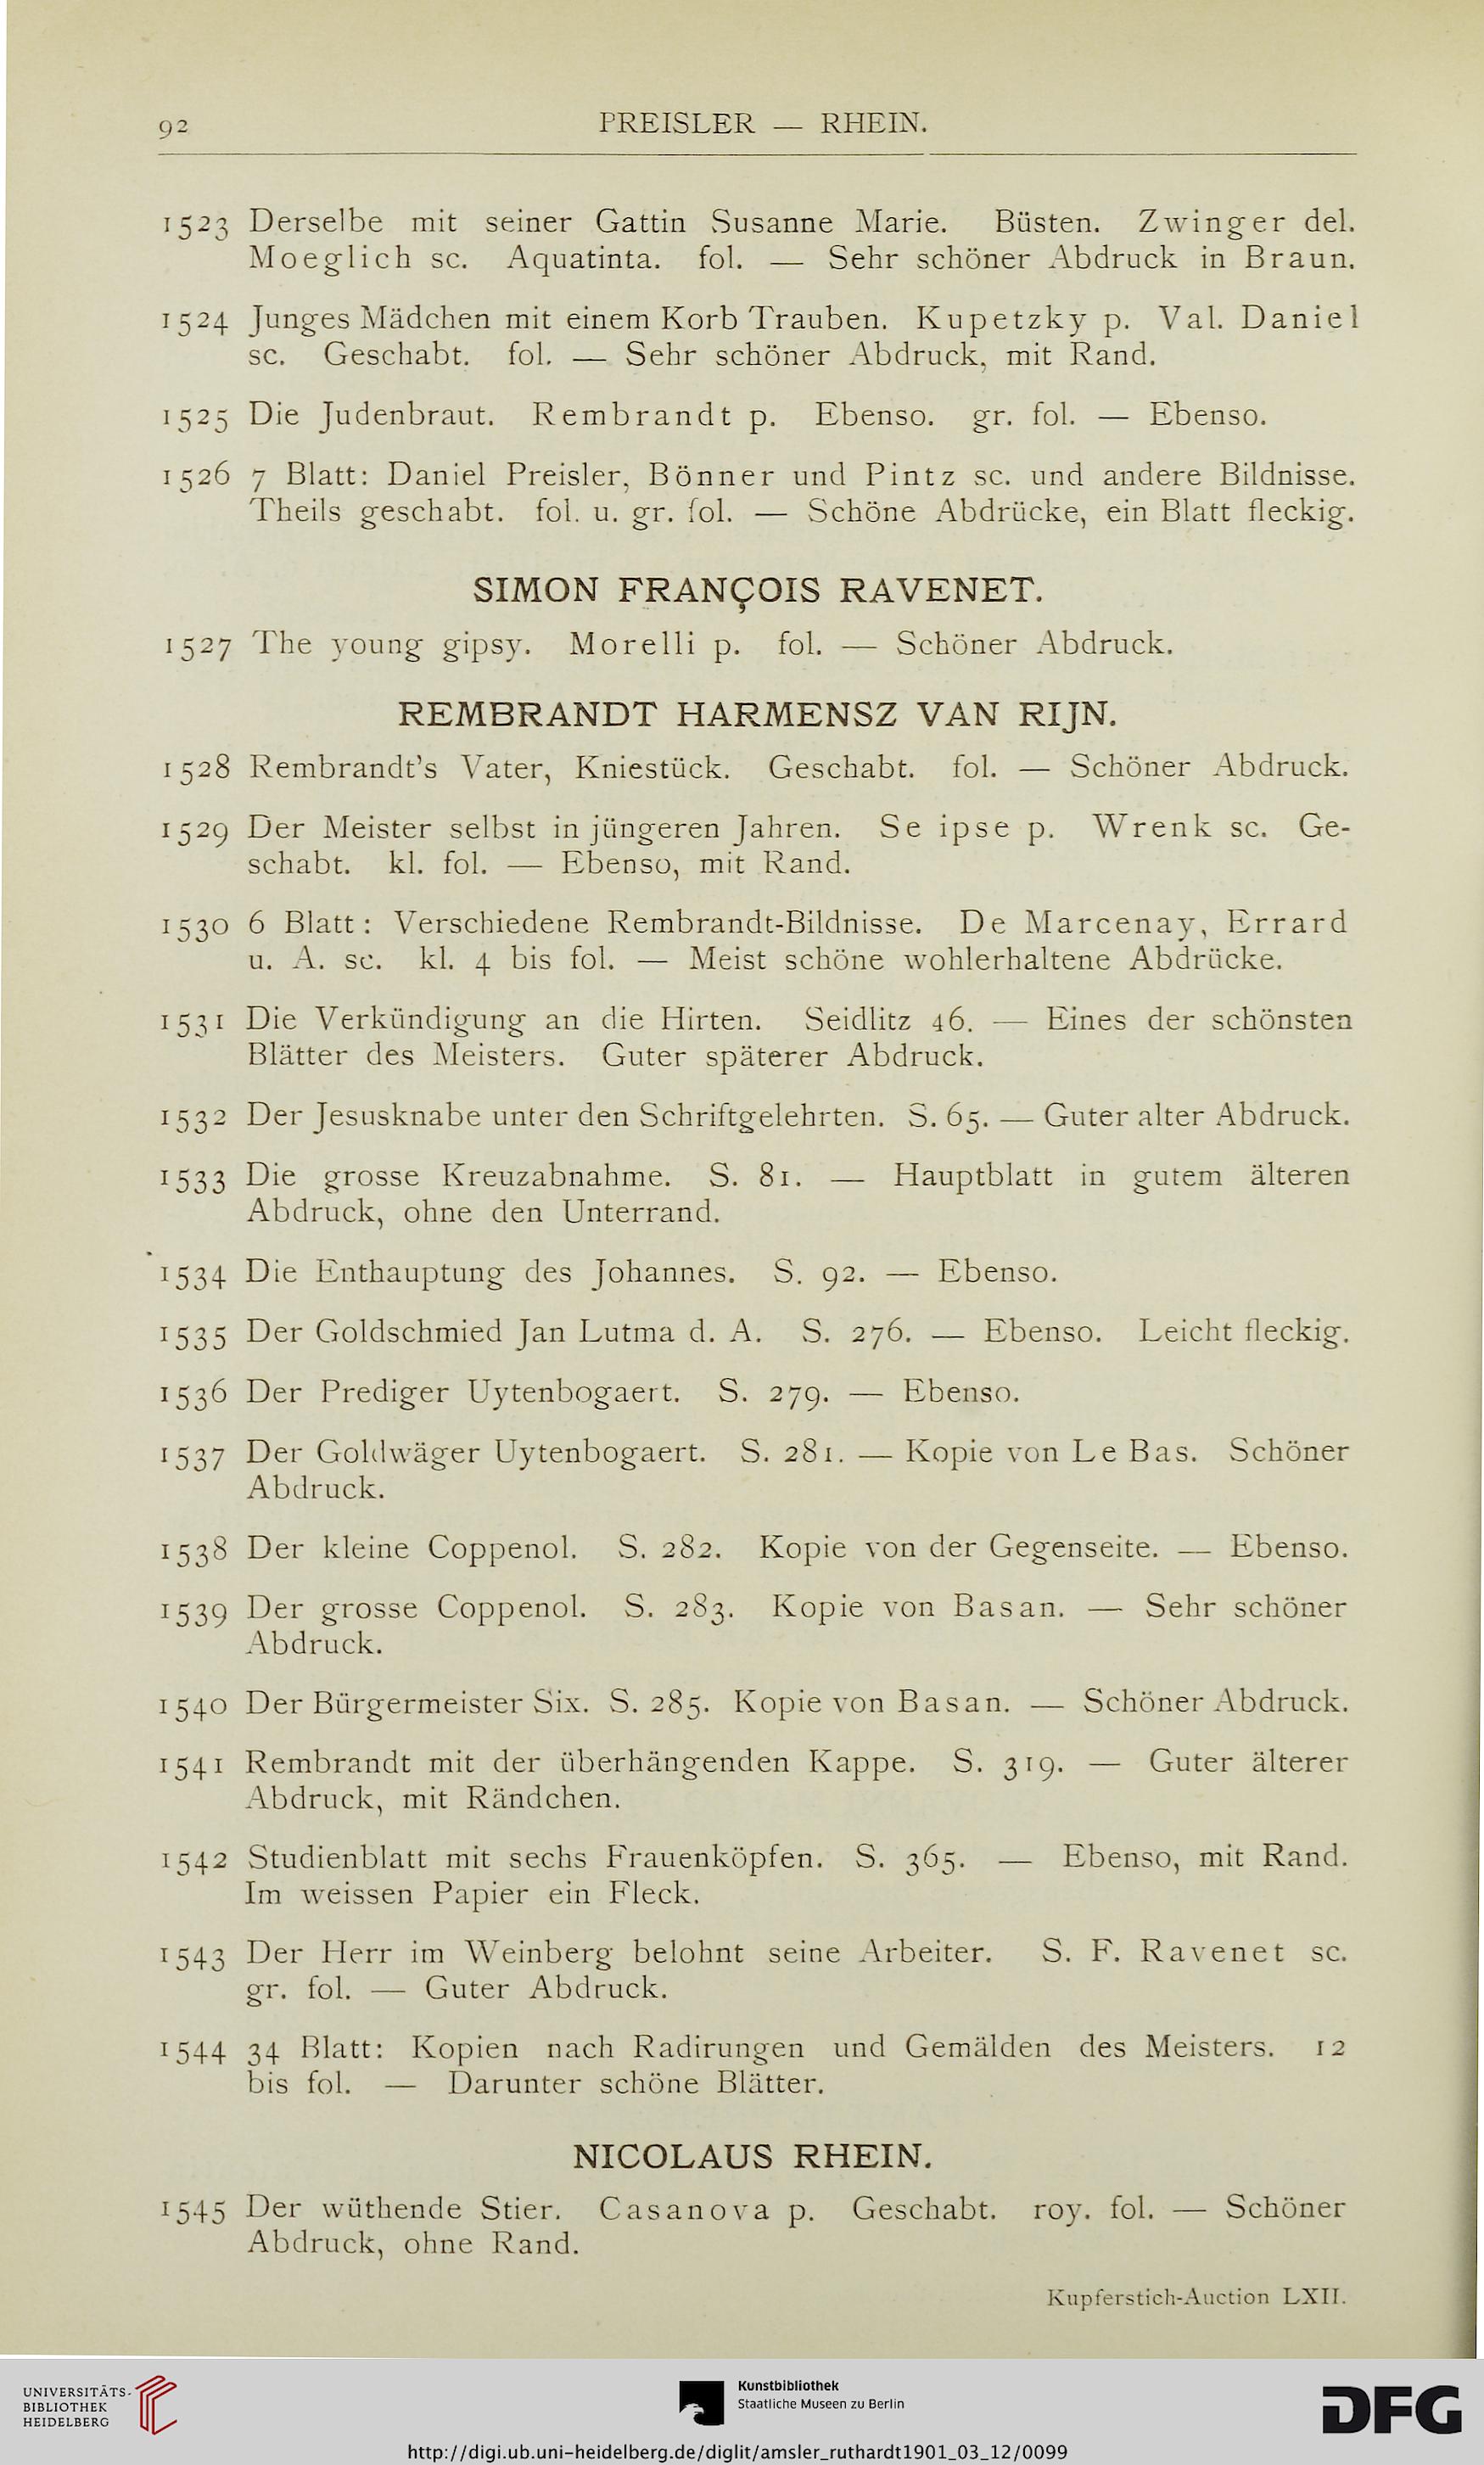 92
PREISLER — RHEIN.
1523 Derselbe mit seiner Gattin Susanne Marie. Büsten. Zwinger del.
Moeglich sc. Aquatinta. fol. — Sehr schöner Abdruck in Braun.
1524 Junges Mädchen mit einem Korb Trauben. Kupetzky p. Val. Daniel
sc. Geschabt. fol. — Sehr schöner Abdruck, mit Rand.
1525 Die Judenbraut. Rembrandt p. Ebenso. gr. fol. — Ebenso.
1526 7 Blatt: Daniel Preisler, Bönner und Pintz sc. und andere Bildnisse.
Theils geschabt. fol. u. gr. fol. — Schöne Abdrücke, ein Blatt fleckig.
SIMON FRANÇOIS RAVENET.
1527 The young gipsy. Morelli p. fol. — Schöner Abdruck.
REMBRANDT HARMENSZ VAN RIJN.
1528 Rembrandt's Vater, Kniestück. Geschabt. fol. — Schöner Abdruck.
1529 Der Meister selbst in jüngeren Jahren. Se ipse p. Wrenk sc. Ge-
schabt. kl. fol. — Ebenso, mit Rand.
1530 6 Blatt: Verschiedene Rembrandt-Bildnisse. De Marcenay, Errard
u. A. sc. kl. 4 bis fol. — Meist schöne wohlerhaltene Abdrücke.
1531 Die Verkündigung an die Hirten. Seidlitz 46. — Eines der schönsten
Blätter des Meisters. Guter späterer Abdruck.
1532 Der Jesusknabe unter den Schriftgelehrten. S. 65. — Guter alter Abdruck.
1533 Die grosse Kreuzabnahme. S. 81. — Hauptblatt in gutem älteren
Abdruck, ohne den Unterrand.
1534 Die Enthauptung des Johannes. S. 92. — Ebenso.
1535 Der Goldschmied Jan Lutma d. A. S. 276. — Ebenso. Leicht fleckig.
1536 Der Prediger Uytenbogaert. S. 279. — Ebenso.
1537 Der Goldwäger Uytenbogaert. S. 281. — Kopie von Le Bas. Schöner
Abdruck.
1538 Der kleine Coppenol. S. 282. Kopie von der Gegenseite. — Ebenso.
1539 Der grosse Coppenol. S. 283. Kopie von Basan. — Sehr schöner
Abdruck.
1540 Der Bürgermeister Six. S. 285. Kopie von Basan. — Schöner Abdruck.
1541 Rembrandt mit der überhängenden Kappe. S. 319. — Guter älterer
Abdruck, mit Rändchen.
1542 Studienblatt mit sechs Frauenköpfen. S. 365. — Ebenso, mit Rand.
Im weissen Papier ein Fleck.
1543 Der Herr im Weinberg belohnt seine Arbeiter. S. F. Ravenet sc.
gr. fol. — Guter Abdruck.
1544 34 Blatt: Kopien nach Radirungen und Gemälden des Meisters. 12
bis fol. — Darunter schöne Blätter.
NICOLAUS RHEIN.
1545 Der wüthende Stier. Casanova p. Geschabt. roy. fol. — Schöner
Abdruck, ohne Rand.
Kupferstich-Auction LXII.
UNIVERSITÄTS-
BIBLIOTHEK
HEIDELBERG
Kunstbibliothek
Staatliche Museen zu Berlin
DFG
http://digi.ub.uni-heidelberg.de/diglit/amsler_ruthardt1901_03_12/0099